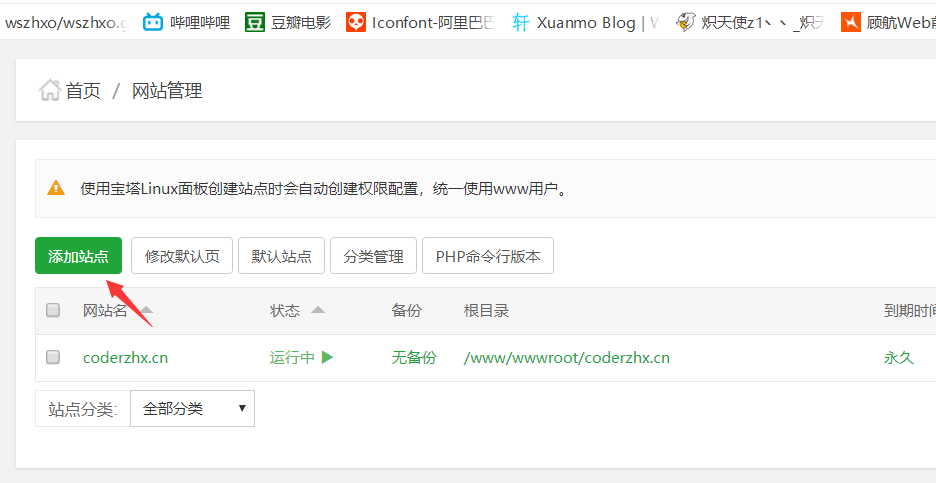 wszhxo/wszhxo.g 哔哩哔哩 豆瓣电影 Iconfont-阿里巴巴 Xuanmo Blog | W 炽天使z1丶丶_炽天 顾航Web前
首页 / 网站管理
使用宝塔Linux面板创建站点时会自动创建权限配置，统一使用www用户。
添加站点 修改默认页 默认站点 分类管理 PHP命令行版本
网站名 状态 备份 根目录 到期时间
coderzhx.cn 运行中 无备份 /www/wwwroot/coderzhx.cn 永久
站点分类: 全部分类